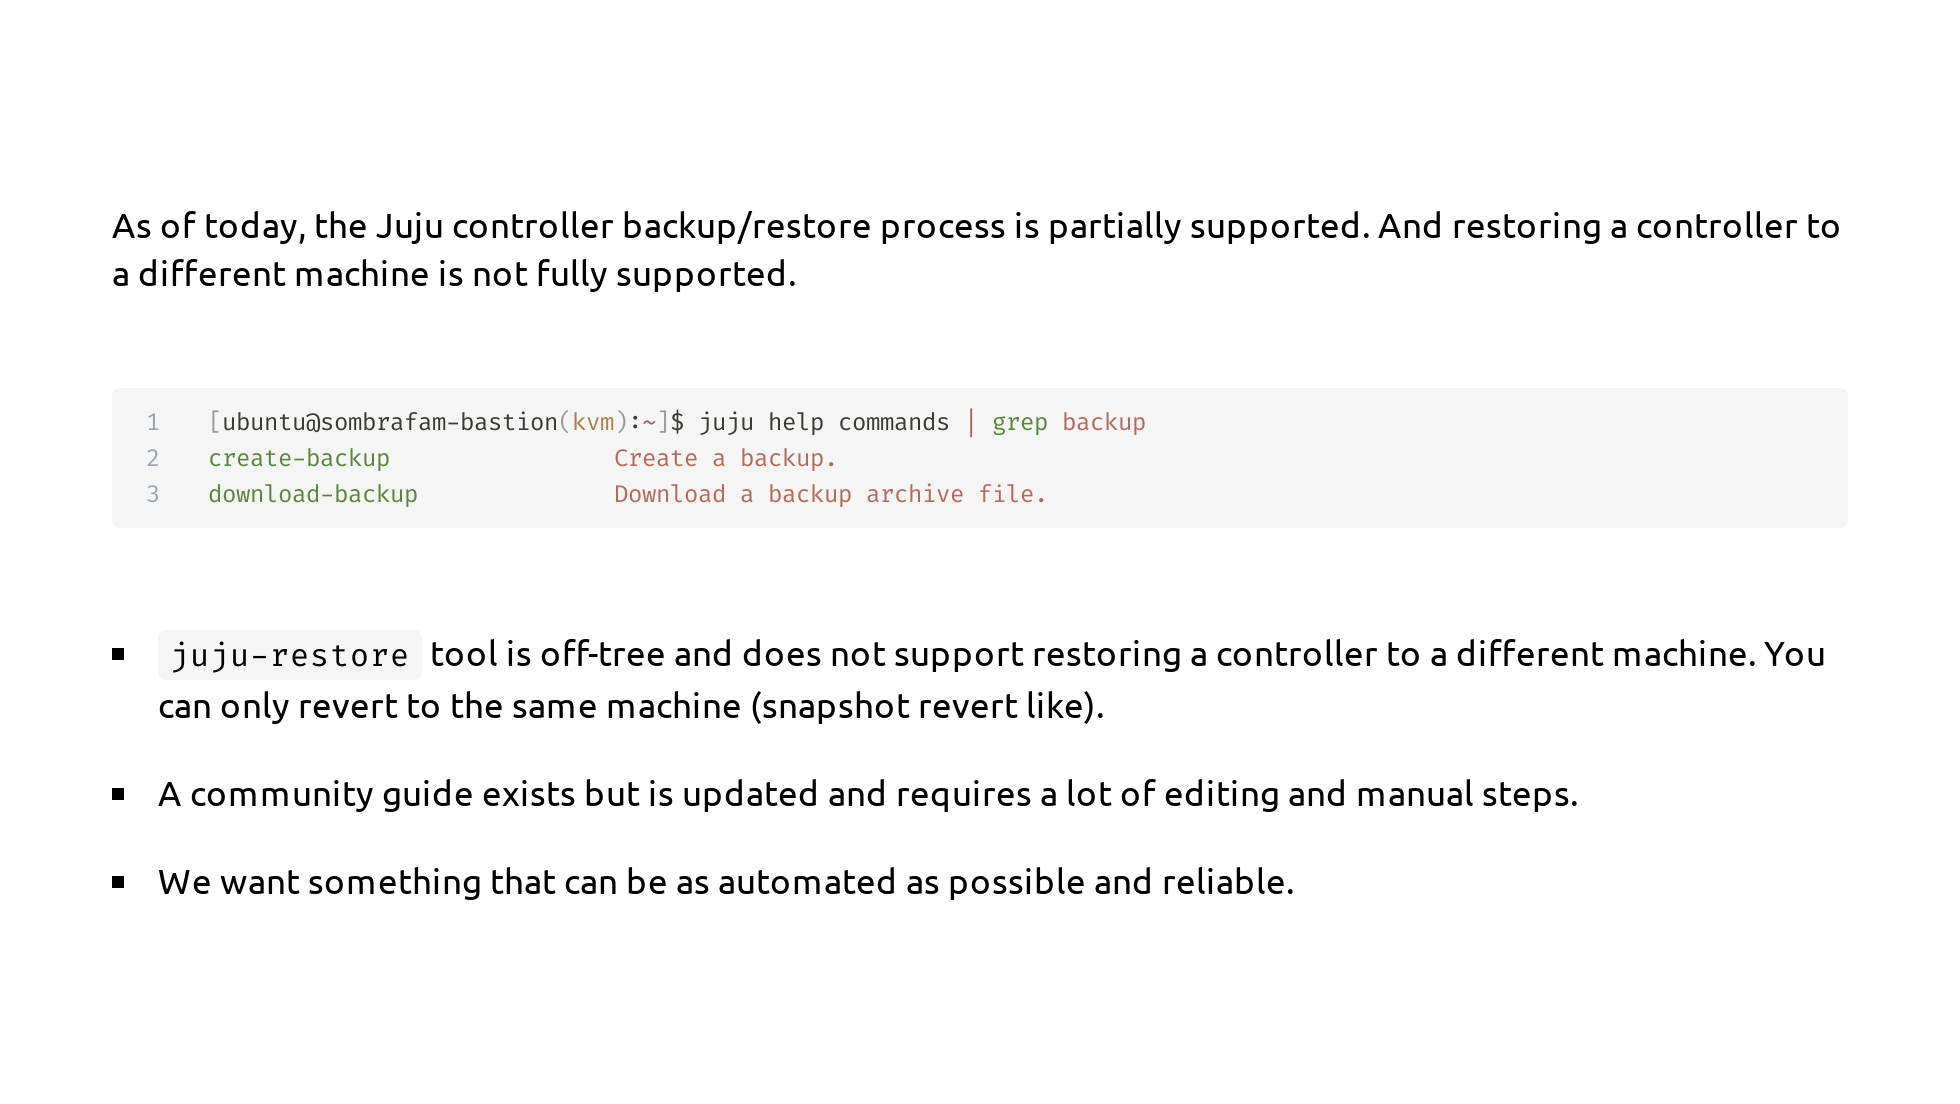 As of today, the Juju controller backup/restore process is partially supported. And restoring a controller to
a different machine is not fully supported.
1 [ubuntu@sombrafam-bastion(kvm):~]$ juju help commands | grep backup
2 create-backup Create a backup.
3 download-backup Download a backup archive file.
▪ juju-restore tool is off-tree and does not support restoring a controller to a different machine. You
can only revert to the same machine (snapshot revert like).
▪ A community guide exists but is updated and requires a lot of editing and manual steps.
▪ We want something that can be as automated as possible and reliable.